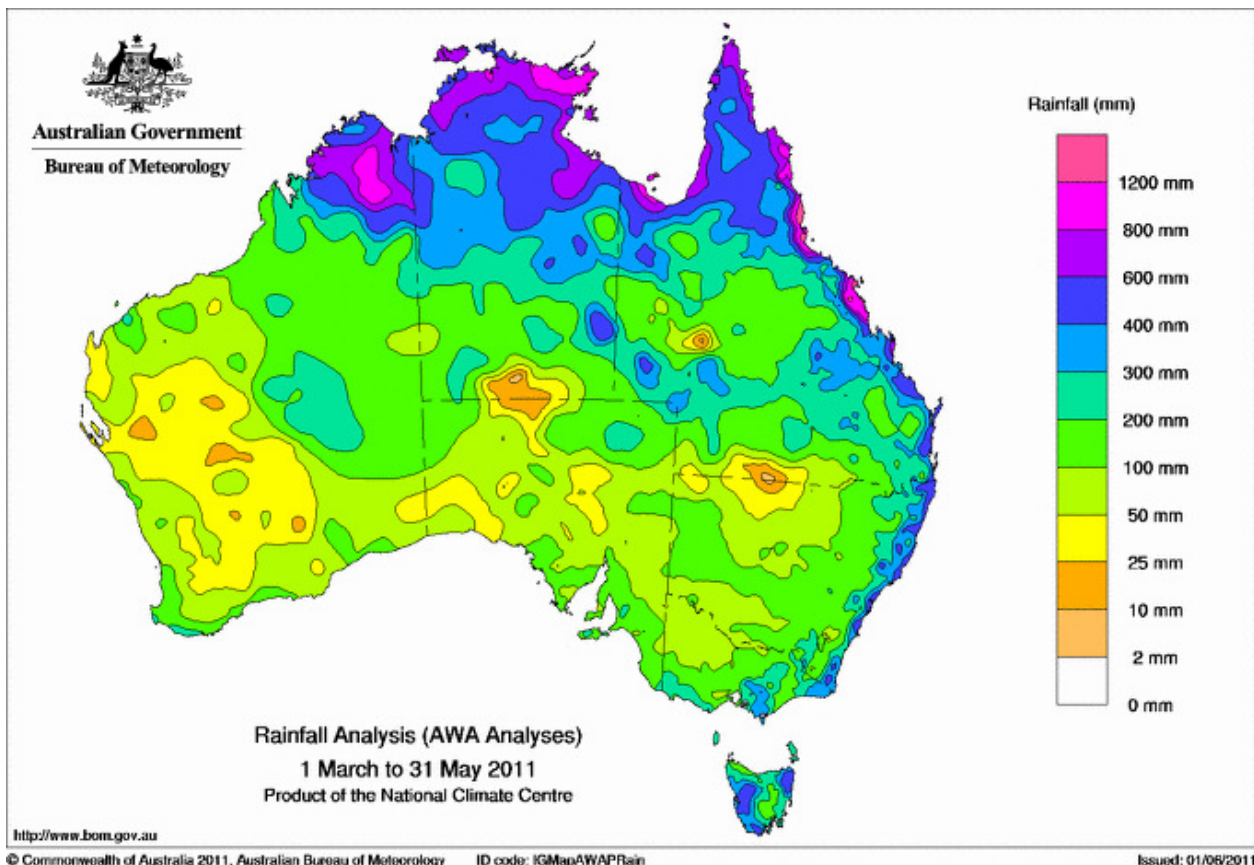 Australian Government
Bureau of Meteorology
Rainfall (mm)
1200 mm
800 mm
600 mm
400 mm
300 mm
200 mm
100 mm
50 mm
25 mm
10 mm
2 mm
0 mm
Rainfall Analysis (AWA Analyses)
1 March to 31 May 2011
Product of the National Climate Centre
http://www.bom.gov.au
© Commonwealth of Australia 2011, Australian Bureau of Meteorology ID code: IGMapAWAPRain Issued: 01/06/2011